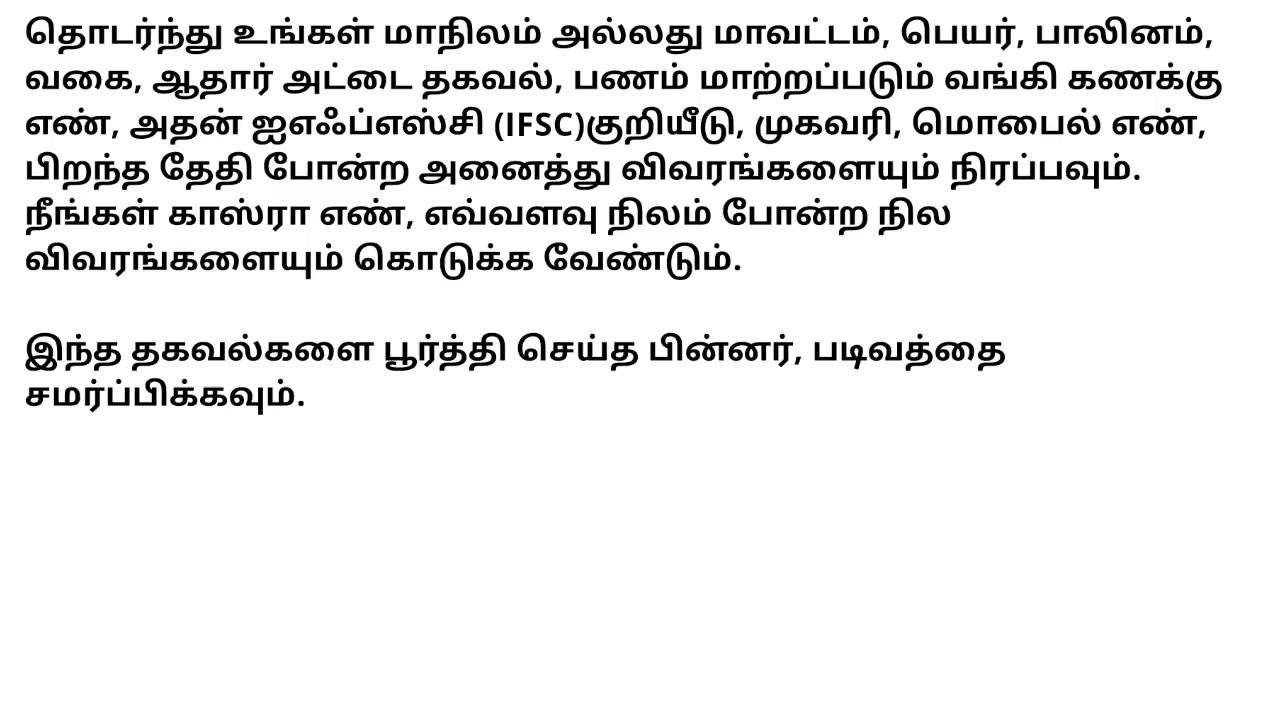 தொடர்ந்து உங்கள் மாநிலம் அல்லது மாவட்டம், பெயர், பாலினம்,
வகை, ஆதார் அட்டை தகவல், பணம் மாற்றப்படும் வங்கி கணக்கு
எண், அதன் ஐஎஃப்எஸ்சி (IFSC)குறியீடு, முகவரி, மொபைல் எண்,
பிறந்த தேதி போன்ற அனைத்து விவரங்களையும் நிரப்பவும்.
நீங்கள் காஸ்ரா எண், எவ்வளவு நிலம் போன்ற நில
விவரங்களையும் கொடுக்க வேண்டும்.
இந்த தகவல்களை பூர்த்தி செய்த பின்னர், படிவத்தை
சமர்ப்பிக்கவும்.